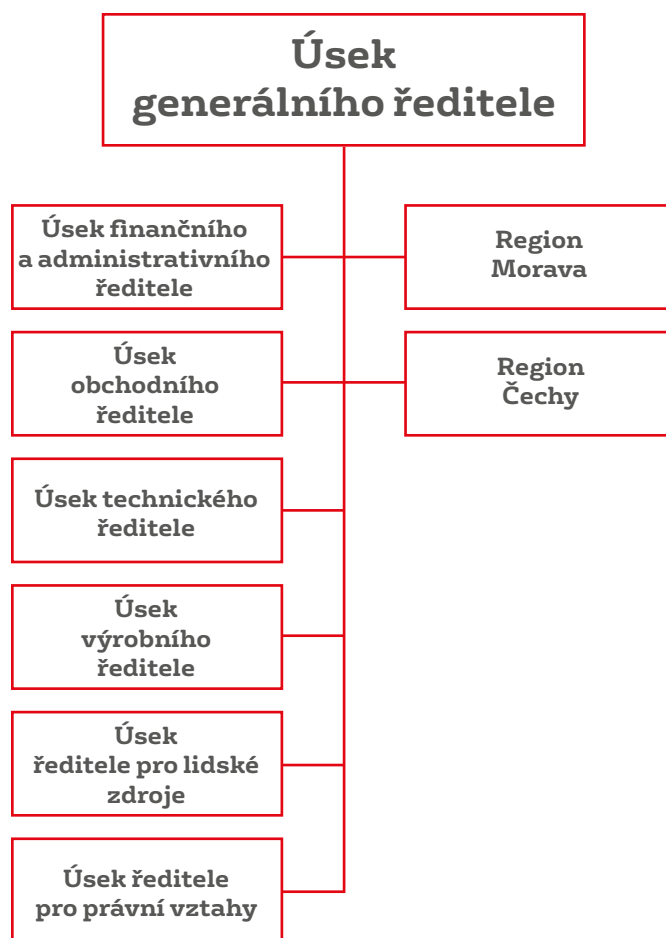 Úsek
generálního ředitele
Úsek finančního
a administrativního
ředitele
Region
Morava
Úsek
obchodního
ředitele
Region
Čechy
Úsek technického
ředitele
Úsek
výrobního
ředitele
Úsek
ředitele pro lidské
zdroje
Úsek ředitele
pro právní vztahy